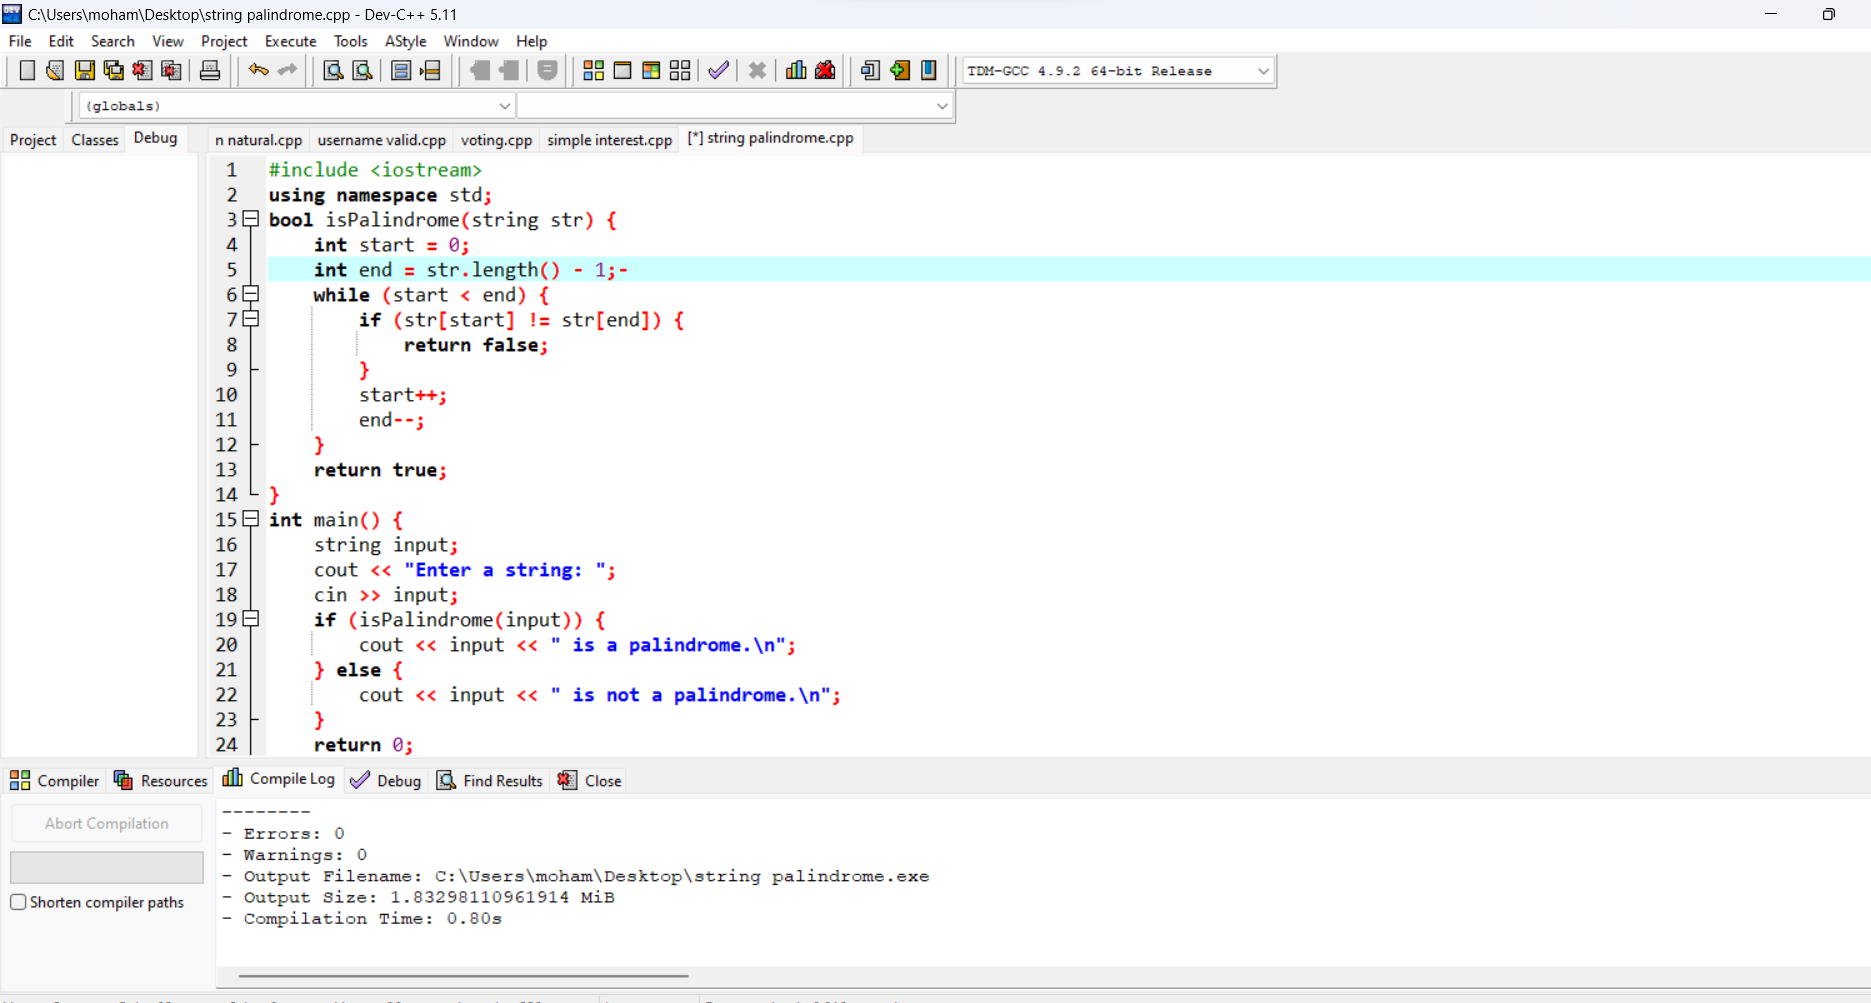 C:\Users\moham\Desktop\string palindrome.cpp - Dev-C++ 5.11
File Edit Search View Project Execute Tools AStyle Window Help
TDM-GCC 4.9.2 64-bit Release
(globals)
Project Classes Debug n natural.cpp username valid.cpp voting.cpp simple interest.cpp [*] string palindrome.cpp
1 #include <iostream>
2 using namespace std;
3 bool isPalindrome(string str) {
4 int start = 0;
5 int end = str.length() - 1;-
6 while (start < end) {
7 if (str[start] != str[end]) {
8 return false;
9 }
10 start++;
11 end--;
12 }
13 return true;
14 }
15 int main() {
16 string input;
17 cout << "Enter a string: ";
18 cin >> input;
19 if (isPalindrome(input)) {
20 cout << input << " is a palindrome.\n";
21 } else {
22 cout << input << " is not a palindrome.\n";
23 }
24 return 0;
Compiler Resources Compile Log Debug Find Results Close
Abort Compilation
Shorten compiler paths
--------
- Errors: 0
- Warnings: 0
- Output Filename: C:\Users\moham\Desktop\string palindrome.exe
- Output Size: 1.83298110961914 MiB
- Compilation Time: 0.80s